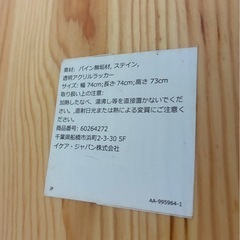 素材: パイン無垢材, ステイン,
透明アクリルラッカー
サイズ: 幅 74cm;長さ 74cm;高さ 73cm
取り扱い上の注意:
加熱したなべ、湯沸し等を直接置かないでくださ
い。,直射日光または熱による変質にご注意くださ
い。
商品番号: 60264272
千葉県船橋市浜町2-3-30 5F
イケア・ジャパン株式会社
JP
AA-995964-1